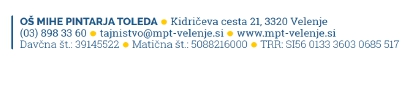 OŠ MIHE PINTARJA TOLEDA ● Kidričeva cesta 21, 3320 Velenje
(03) 898 33 60 ● tajnistvo@mpt-velenje.si ● www.mpt-velenje.si
Davčna št.: 39145522 ● Matična št.: 5088216000 ● TRR: SI56 0133 3603 0685 517